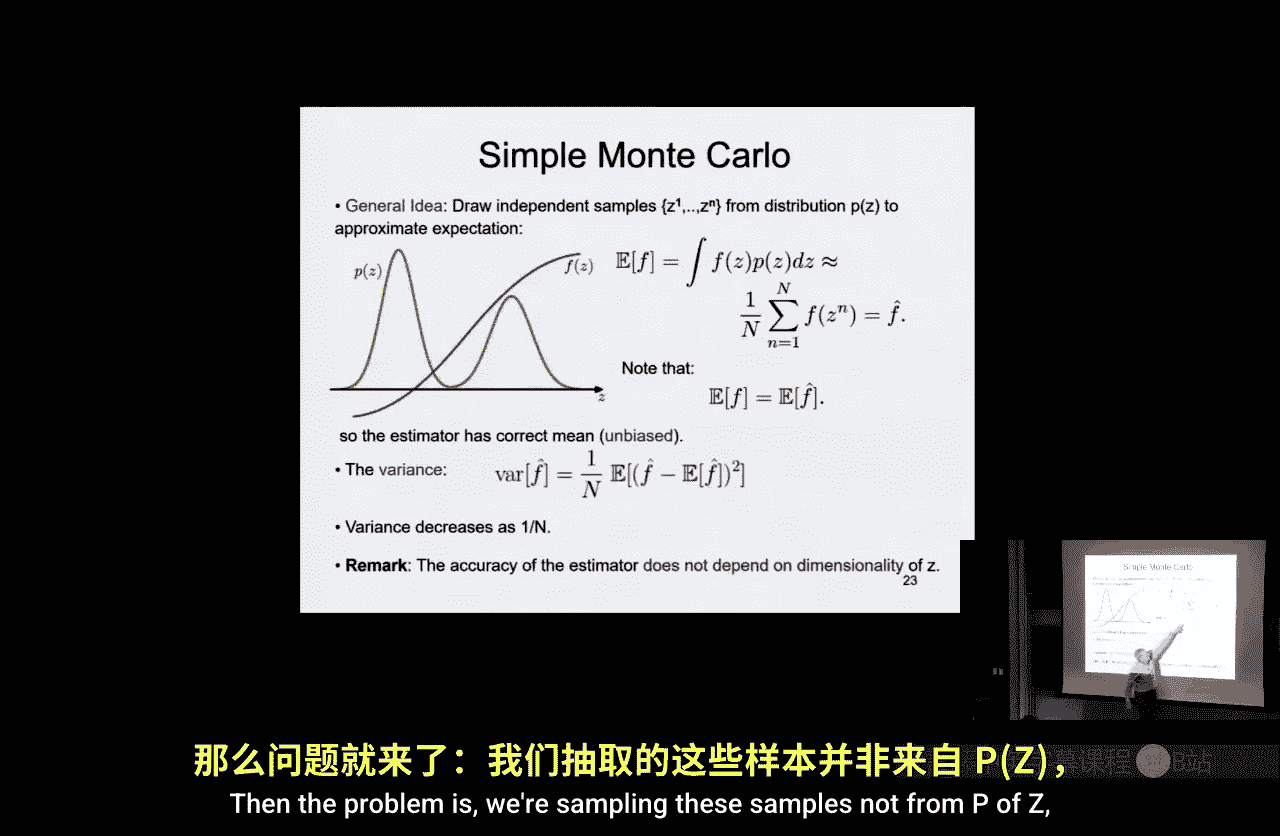 Simple Monte Carlo
• General Idea: Draw independent samples {z¹,..,zⁿ} from distribution p(z) to
approximate expectation:
p(z)
f(z)
z
𝔼[f] = ∫ f(z)p(z)dz ≈
1/N ∑_{n=1}^{N} f(zⁿ) = f̂.
Note that:
𝔼[f] = 𝔼[f̂].
so the estimator has correct mean (unbiased).
• The variance:
var[f̂] = 1/N 𝔼[(f̂ − 𝔼[f̂])²]
• Variance decreases as 1/N.
• Remark: The accuracy of the estimator does not depend on dimensionality of z.
23
Simple Monte Carlo
课程
B站
那么问题就来了：我们抽取的这些样本并非来自 P(Z)，
Then the problem is, we're sampling these samples not from P of Z,